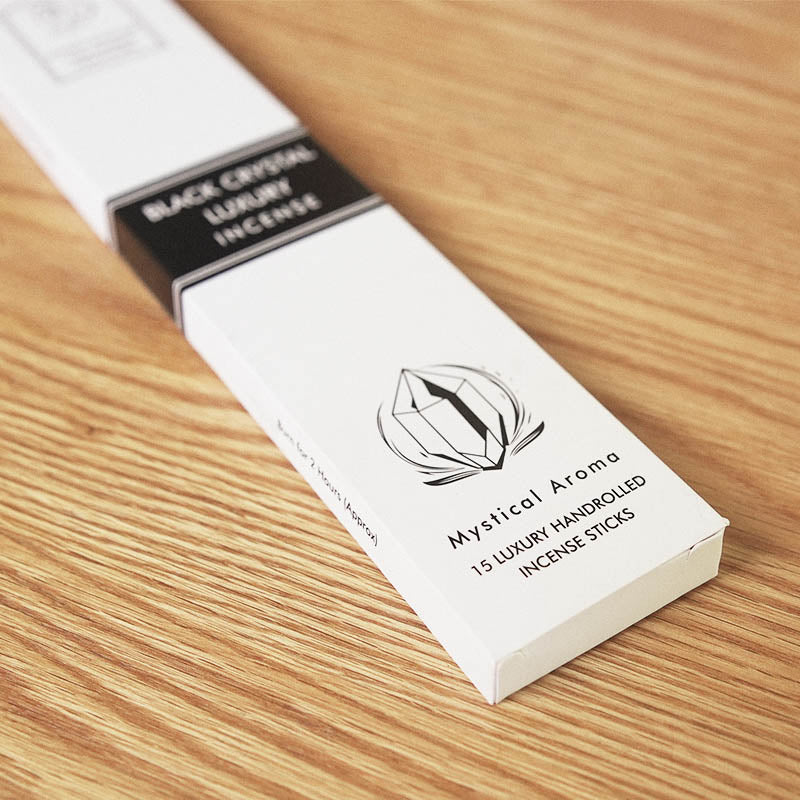 BLACK CRYSTAL
LUXURY
INCENSE
Mystical Aroma
15 LUXURY HANDROLLED
INCENSE STICKS
Burn for 2 Hours (Approx)